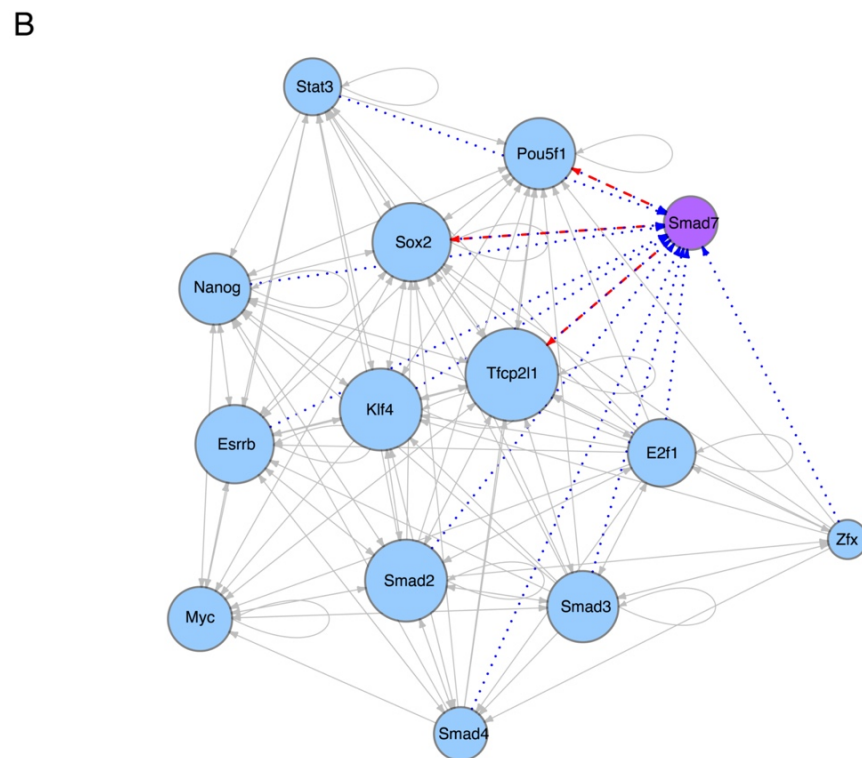 B
Stat3
Pou5f1
Smad7
Sox2
Nanog
Tfcp2l1
Klf4
Esrrb
E2f1
Zfx
Smad2
Smad3
Myc
Smad4